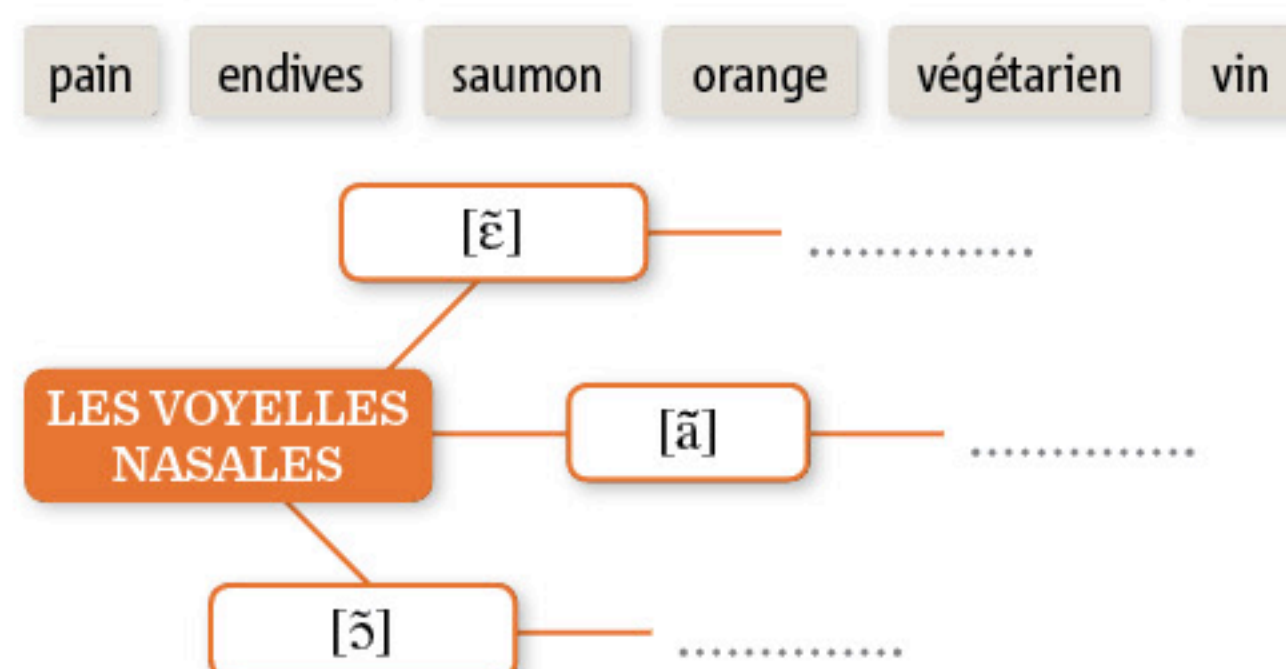 pain endives saumon orange végétarien vin
[ɛ̃] ..............
LES VOYELLES
NASALES
[ã] ..............
[ɔ̃] ..............